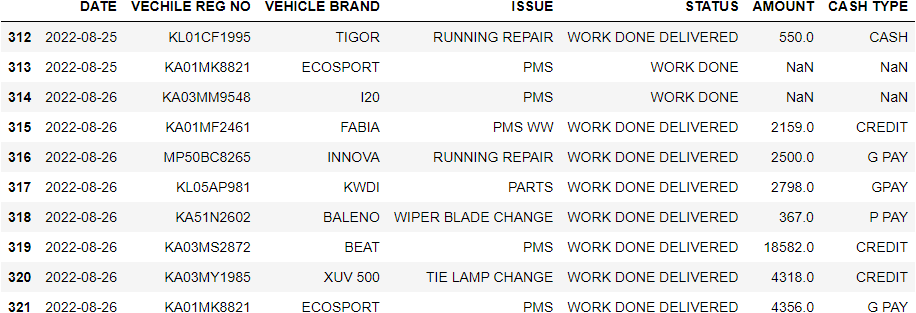 DATE VECHILE REG NO VEHICLE BRAND ISSUE STATUS AMOUNT CASH TYPE
312 2022-08-25 KL01CF1995 TIGOR RUNNING REPAIR WORK DONE DELIVERED 550.0 CASH
313 2022-08-25 KA01MK8821 ECOSPORT PMS WORK DONE NaN NaN
314 2022-08-26 KA03MM9548 I20 PMS WORK DONE NaN NaN
315 2022-08-26 KA01MF2461 FABIA PMS WW WORK DONE DELIVERED 2159.0 CREDIT
316 2022-08-26 MP50BC8265 INNOVA RUNNING REPAIR WORK DONE DELIVERED 2500.0 G PAY
317 2022-08-26 KL05AP981 KWDI PARTS WORK DONE DELIVERED 2798.0 GPAY
318 2022-08-26 KA51N2602 BALENO WIPER BLADE CHANGE WORK DONE DELIVERED 367.0 P PAY
319 2022-08-26 KA03MS2872 BEAT PMS WORK DONE DELIVERED 18582.0 CREDIT
320 2022-08-26 KA03MY1985 XUV 500 TIE LAMP CHANGE WORK DONE DELIVERED 4318.0 CREDIT
321 2022-08-26 KA01MK8821 ECOSPORT PMS WORK DONE DELIVERED 4356.0 G PAY